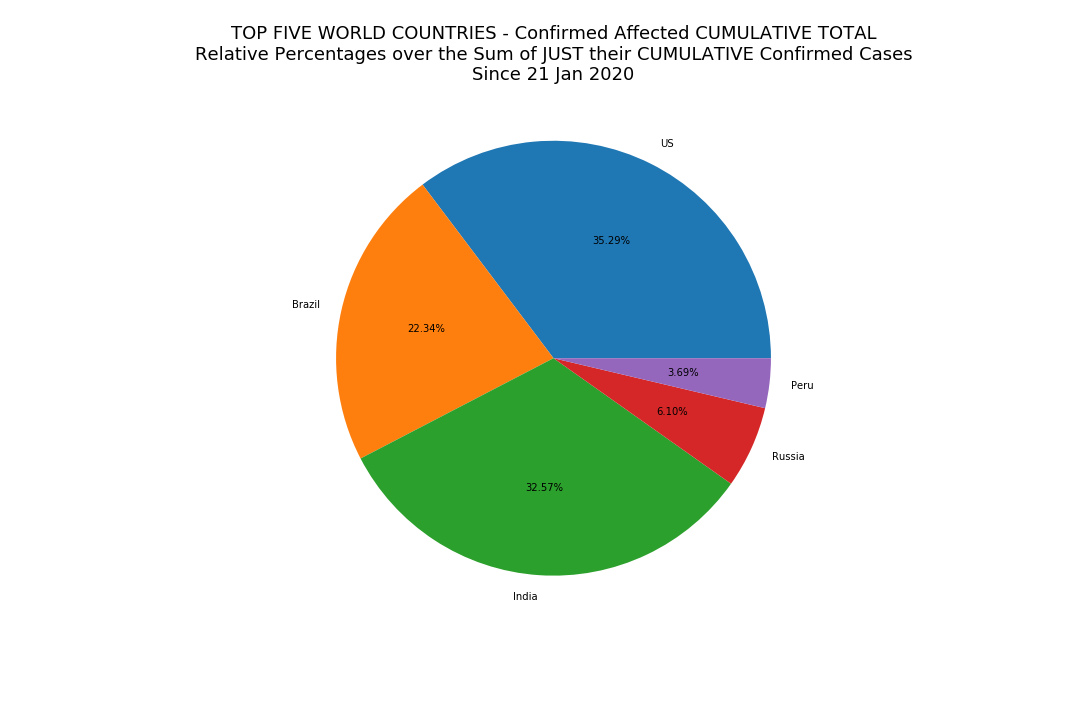 TOP FIVE WORLD COUNTRIES - Confirmed Affected CUMULATIVE TOTAL
Relative Percentages over the Sum of JUST their CUMULATIVE Confirmed Cases
Since 21 Jan 2020
US
35.29%
Brazil
22.34%
3.69%
Peru
6.10%
Russia
32.57%
India